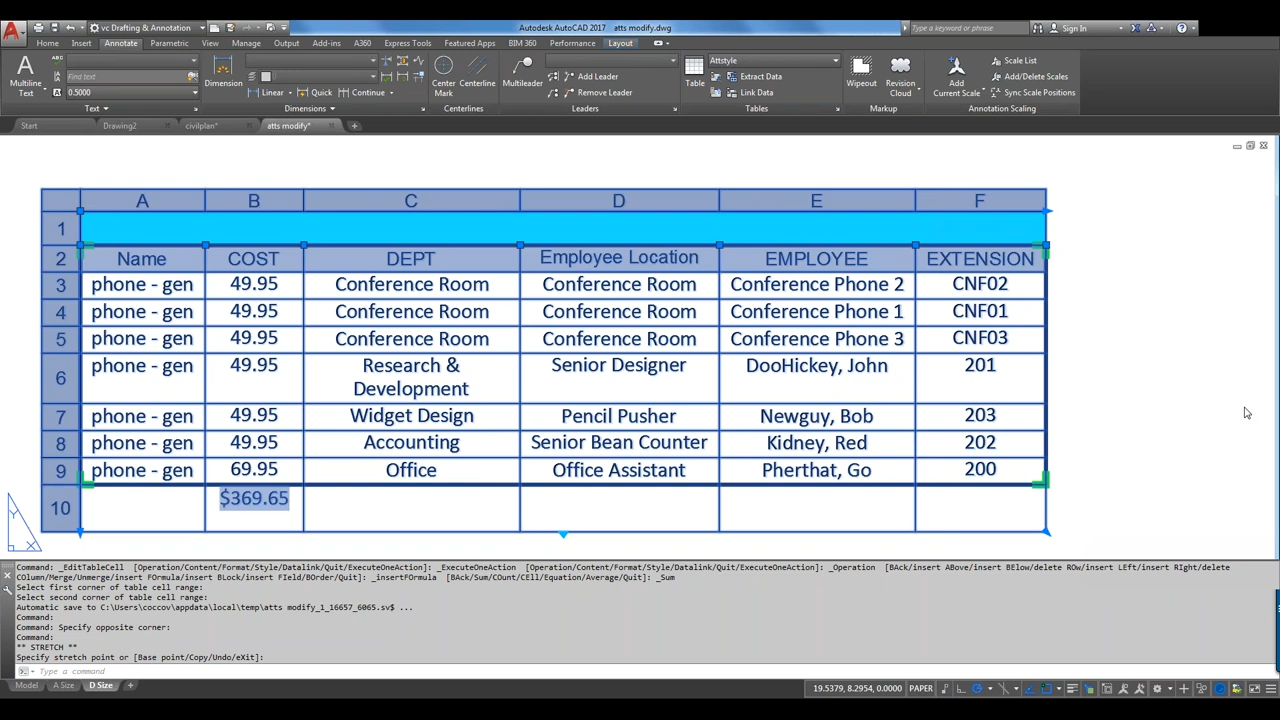 vc Drafting & Annotation Autodesk AutoCAD 2017 atts modify.dwg Type a keyword or phrase Sign In
Home Insert Annotate Parametric View Manage Output Add-ins A360 Express Tools Featured Apps BIM 360 Performance Layout
Multiline Text
ABC
Find text
0.5000
Text
Dimension
Linear Quick Continue
Dimensions
Center Mark
Centerline
Centerlines
Multileader
Add Leader
Remove Leader
Leaders
Table
Attstyle
Extract Data
Link Data
Tables
Wipeout
Revision Cloud
Markup
Add Current Scale
Scale List
Add/Delete Scales
Sync Scale Positions
Annotation Scaling
Start Drawing2 civilplan* atts modify*
A B C D E F
1
2 Name COST DEPT Employee Location EMPLOYEE EXTENSION
3 phone - gen 49.95 Conference Room Conference Room Conference Phone 2 CNF02
4 phone - gen 49.95 Conference Room Conference Room Conference Phone 1 CNF01
5 phone - gen 49.95 Conference Room Conference Room Conference Phone 3 CNF03
6 phone - gen 49.95 Research & Development Senior Designer DooHickey, John 201
7 phone - gen 49.95 Widget Design Pencil Pusher Newguy, Bob 203
8 phone - gen 49.95 Accounting Senior Bean Counter Kidney, Red 202
9 phone - gen 69.95 Office Office Assistant Pherthat, Go 200
10 $369.65
Y
X
Command: _EditTableCell [Operation/Content/Format/Style/Datalink/Quit/ExecuteOneAction]: _ExecuteOneAction [Operation/Content/Format/Style/Datalink/Quit/ExecuteOneAction]: _Operation [BAck/insert ABove/insert BElow/delete ROw/insert LEft/insert RIght/delete
COlumn/Merge/Unmerge/insert FOrmula/insert BLock/insert FIeld/BOrder/Quit]: _insertFOrmula [BAck/Sum/COunt/CEll/Equation/Average/Quit]: _Sum
Select first corner of table cell range:
Select second corner of table cell range:
Automatic save to C:\Users\coccov\appdata\local\temp\atts modify_1_16657_6065.sv$ ...
Command:
Command: Specify opposite corner:
Command:
** STRETCH **
Specify stretch point or [Base point/Copy/Undo/eXit]:
Type a command
Model A Size D Size 19.5379, 8.2954, 0.0000 PAPER